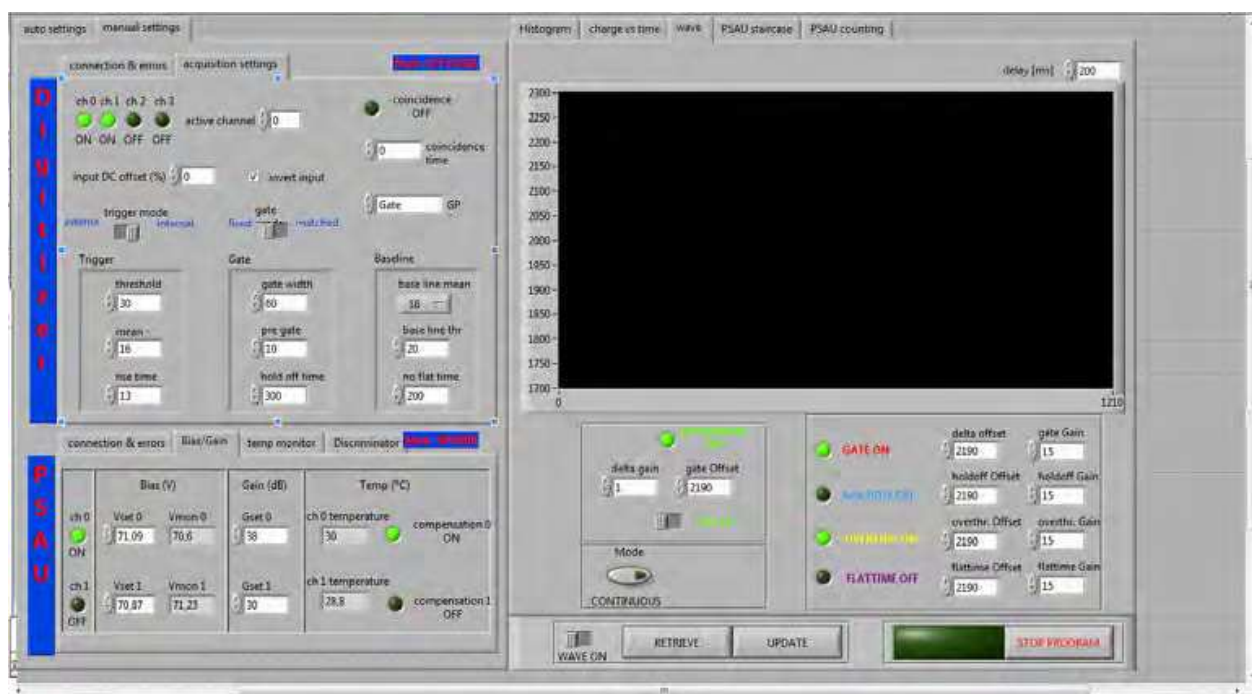 auto settings manual settings
connection & errors acquisition settings
Digitizer
ch 0 ch 1 ch 2 ch 3
ON ON OFF OFF
active channel 0
coincidence
OFF
0 coincidence
time
input DC offset (%) 0 invert input
Gate GP
trigger mode
internal
gate
fixed matched
Trigger
threshold
30
mean
16
rise time
13
Gate
gate width
60
pre gate
10
hold off time
300
Baseline
base line mean
16
base line thr
20
no flat time
200
connection & errors Bias/Gain temp monitor Discriminator
PSAU
Bias (V) Gain (dB) Temp (°C)
ch 0
ON
Vset 0 Vmon 0 Gset 0 ch 0 temperature
71,09 70,6 38 30
compensation 0
ON
ch 1
OFF
Vset 1 Vmon 1 Gset 1 ch 1 temperature
70,87 71,23 30 28,8
compensation 1
OFF
Histogram charge vs time wave PSAU staircase PSAU counting
delay [ms] 200
2300
2250
2200
2150
2100
2050
2000
1950
1900
1850
1800
1750
1700
0 1210
delta gain gate Offset
1 2190
Mode
CONTINUOUS
GATE ON
delta offset gate Gain
2190 15
holdoff Offset holdoff Gain
2190 15
overthr. Offset overthr. Gain
2190 15
FLATTIME OFF
flattime Offset flattime Gain
2190 15
WAVE ON
RETRIEVE UPDATE
STOP PROGRAM